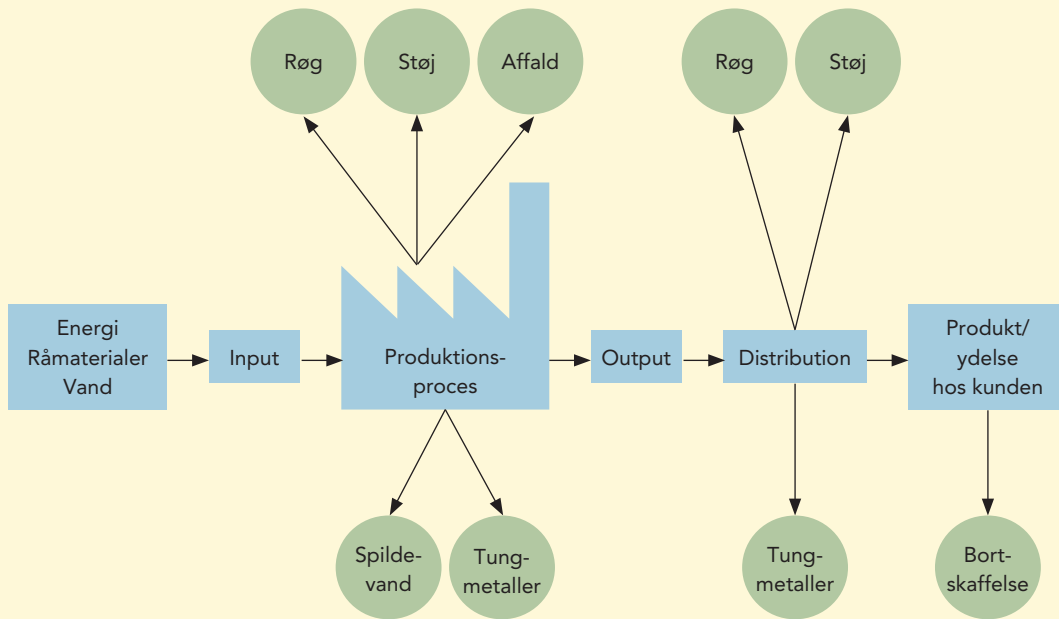 Røg
Støj
Affald
Røg
Støj
Energi
Råmaterialer
Vand
Input
Produktions-
proces
Output
Distribution
Produkt/
ydelse
hos kunden
Spilde-
vand
Tung-
metaller
Tung-
metaller
Bort-
skaffelse